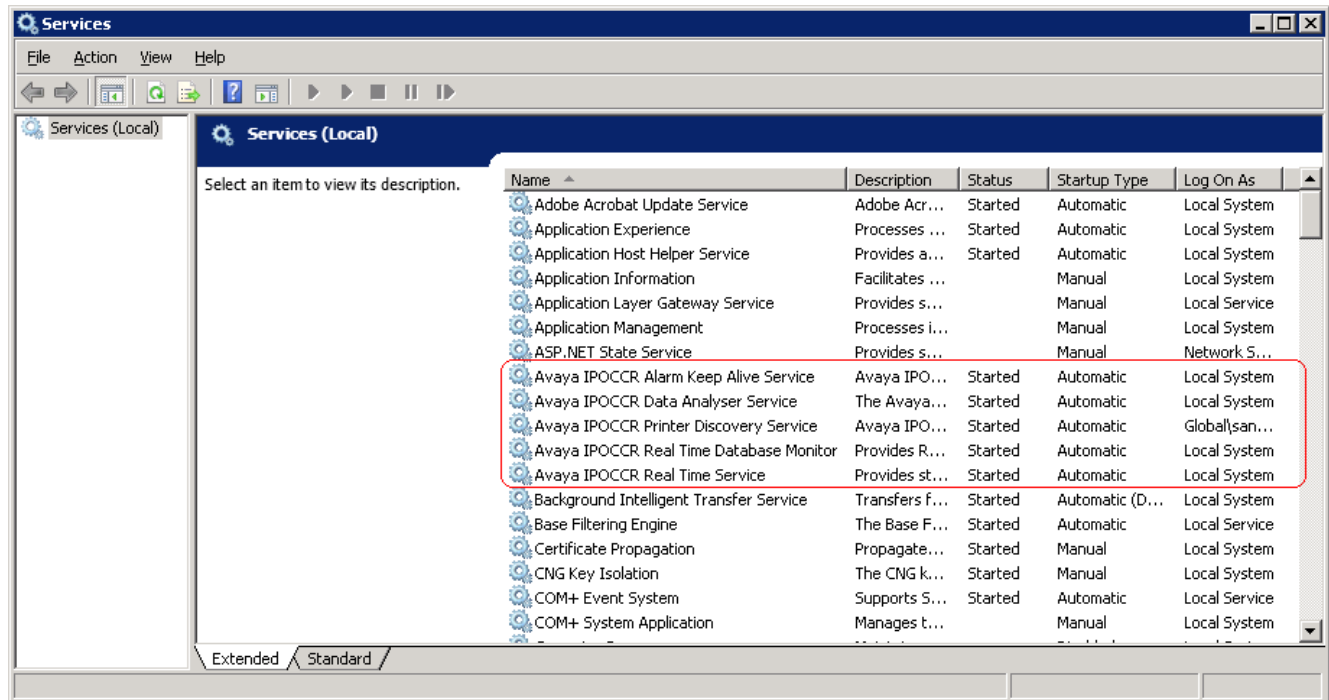 Services
File Action View Help
Services (Local)
Services (Local)
Select an item to view its description.
Name Description Status Startup Type Log On As
Adobe Acrobat Update Service Adobe Acr... Started Automatic Local System
Application Experience Processes ... Started Automatic Local System
Application Host Helper Service Provides a... Started Automatic Local System
Application Information Facilitates ... Manual Local System
Application Layer Gateway Service Provides s... Manual Local Service
Application Management Processes i... Manual Local System
ASP.NET State Service Provides s... Manual Network S...
Avaya IPOCCR Alarm Keep Alive Service Avaya IPO... Started Automatic Local System
Avaya IPOCCR Data Analyser Service The Avaya... Started Automatic Local System
Avaya IPOCCR Printer Discovery Service Avaya IPO... Started Automatic Global\san...
Avaya IPOCCR Real Time Database Monitor Provides R... Started Automatic Local System
Avaya IPOCCR Real Time Service Provides st... Started Automatic Local System
Background Intelligent Transfer Service Transfers f... Started Automatic (D... Local System
Base Filtering Engine The Base F... Started Automatic Local Service
Certificate Propagation Propagate... Started Manual Local System
CNG Key Isolation The CNG k... Started Manual Local System
COM+ Event System Supports S... Started Automatic Local Service
COM+ System Application Manages t... Manual Local System
Extended Standard